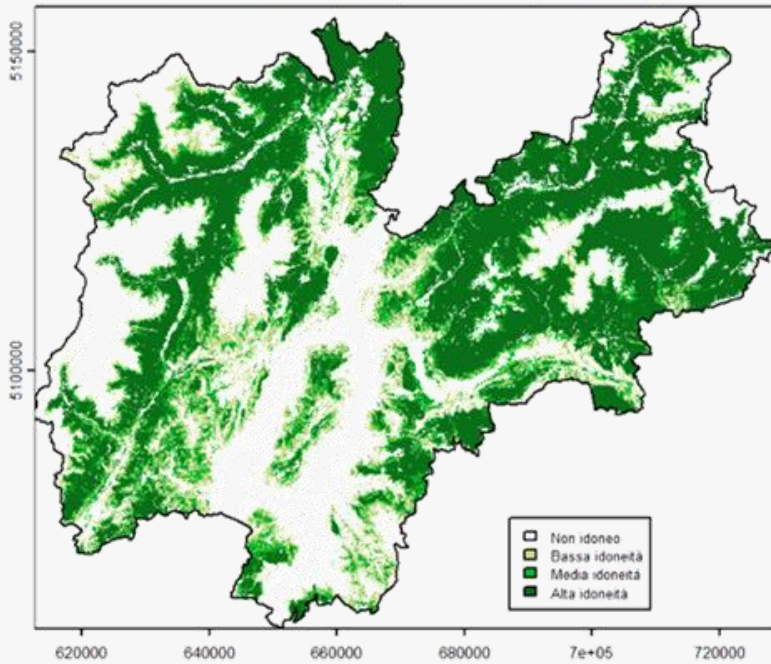 5150000
5100000
Non idoneo
Bassa idoneità
Media idoneità
Alta idoneità
620000 640000 660000 680000 7e+05 720000